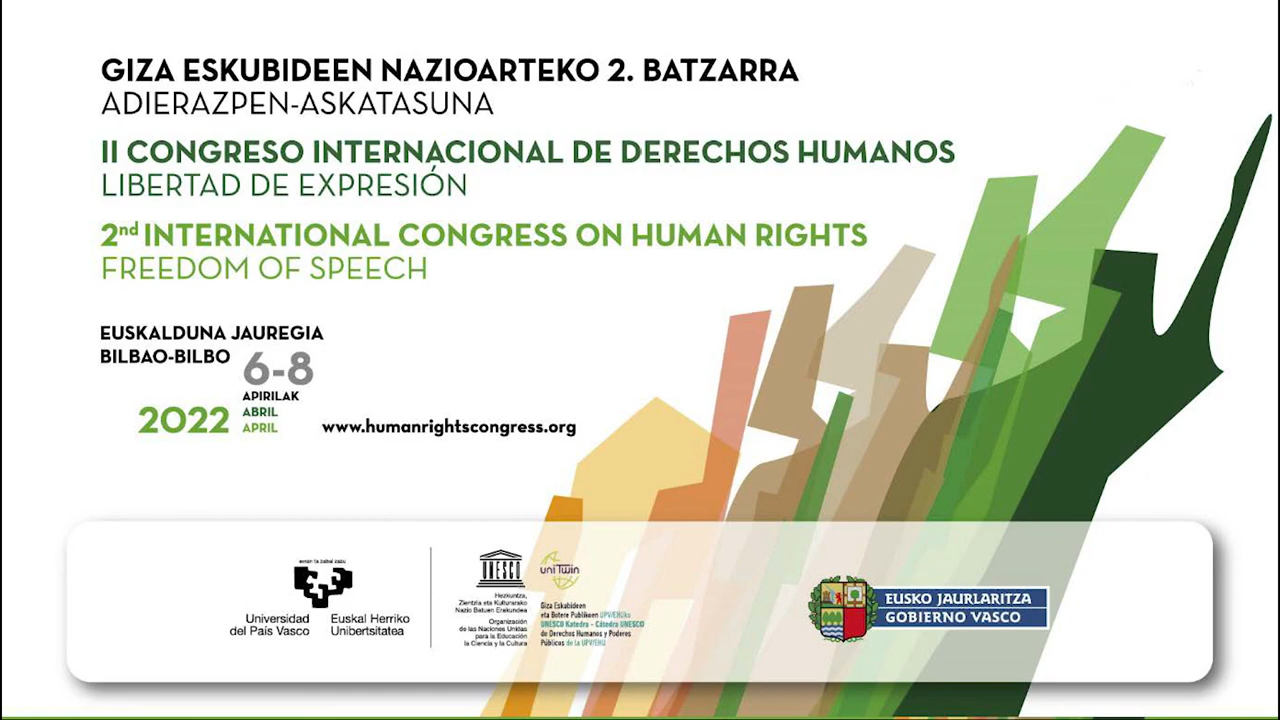 GIZA ESKUBIDEEN NAZIOARTEKO 2. BATZARRA
ADIERAZPEN-ASKATASUNA
II CONGRESO INTERNACIONAL DE DERECHOS HUMANOS
LIBERTAD DE EXPRESIÓN
2nd INTERNATIONAL CONGRESS ON HUMAN RIGHTS
FREEDOM OF SPEECH
EUSKALDUNA JAUREGIA
BILBAO-BILBO
6-8
APIRILAK
2022
ABRIL
APRIL
www.humanrightscongress.org
eman ta zabal zazu
Universidad
del País Vasco
Euskal Herriko
Unibertsitatea
UNESCO
Hezkuntza,
Zientzia eta Kulturarako
Nazio Batuen Erakundea
Organización
de las Naciones Unidas
para la Educación
la Ciencia y la Cultura
uniTwin
Giza Eskubideen
eta Botere Publikoen UPV/EHUko
UNESCO Katedra - Cátedra UNESCO
de Derechos Humanos y Poderes
Públicos de la UPV/EHU
EUSKO JAURLARITZA
GOBIERNO VASCO